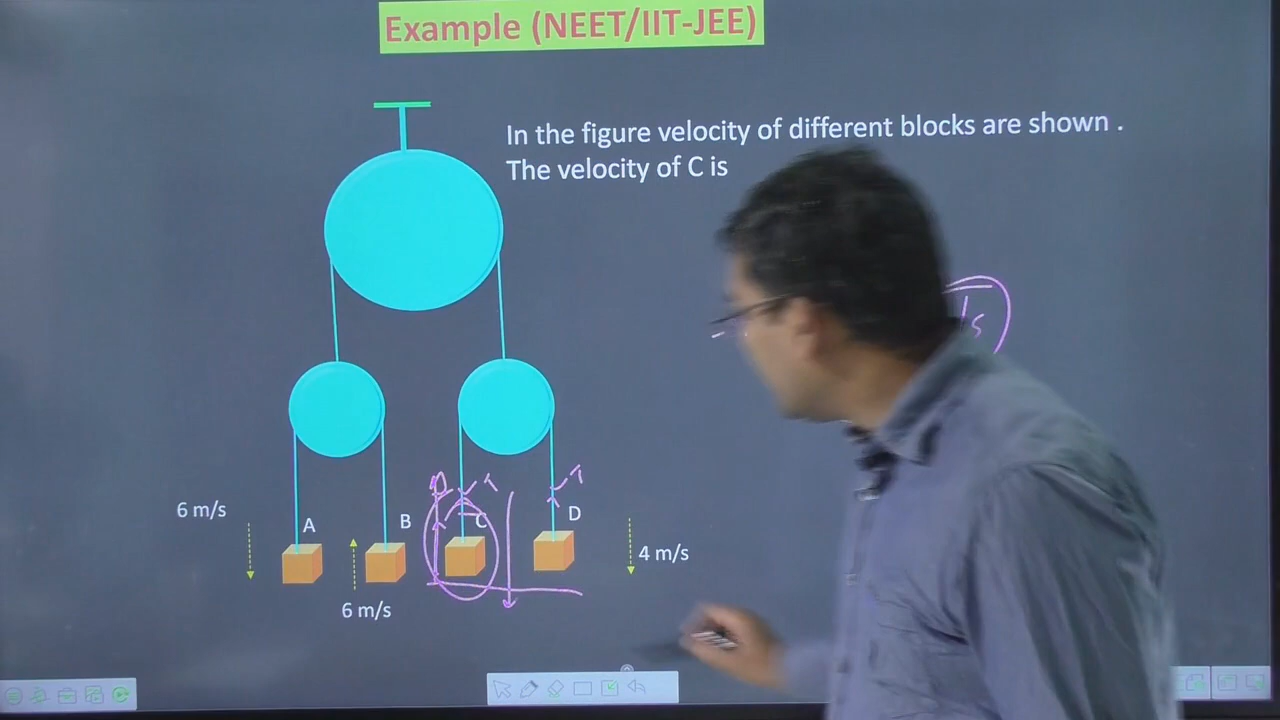 Example (NEET/IIT-JEE)
In the figure velocity of different blocks are shown .
The velocity of C is
T
T
6 m/s
A
B
C
D
4 m/s
6 m/s